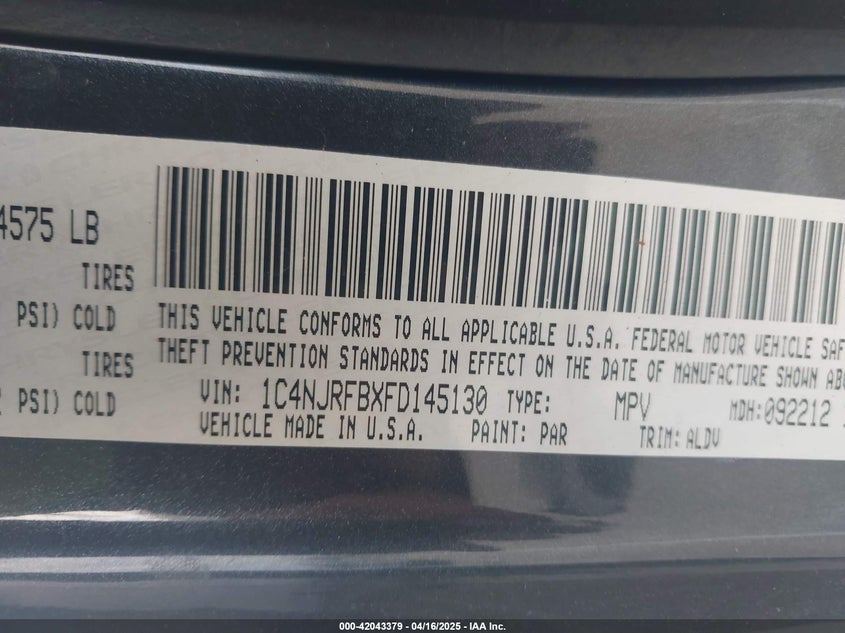 4575 LB
TIRES
PSI) COLD
THIS VEHICLE CONFORMS TO ALL APPLICABLE U.S.A. FEDERAL MOTOR VEHICLE SAF
THEFT PREVENTION STANDARDS IN EFFECT ON THE DATE OF MANUFACTURE SHOWN ABO
TIRES
PSI) COLD
VIN: 1C4NJRFBXFD145130 TYPE: MPV MDH:092212
VEHICLE MADE IN U.S.A. PAINT: PAR TRIM:ALDV
000-42043379 - 04/16/2025 - IAA Inc.